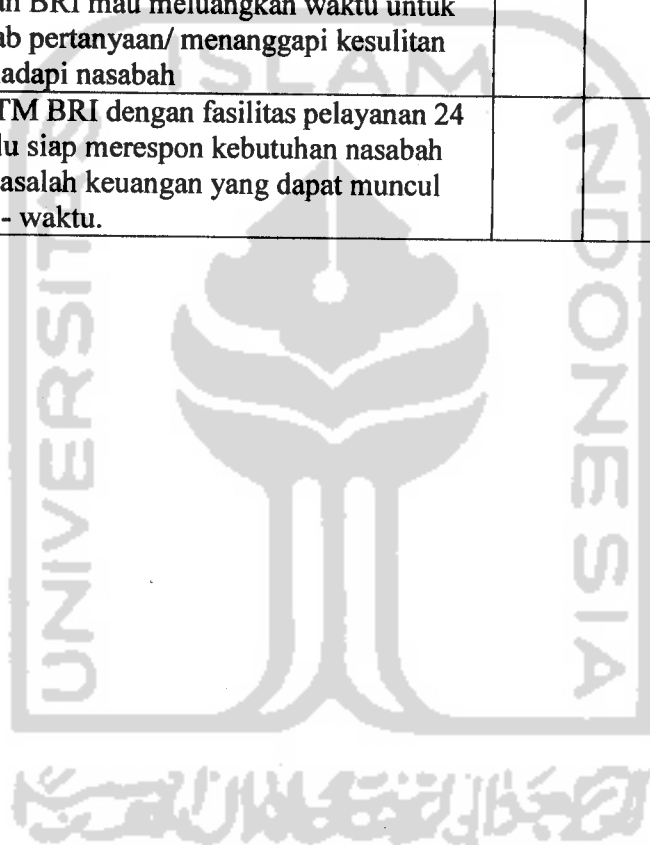 BRI mau meluangkan waktu untuk
pertanyaan/ menanggapi kesulitan
nasabah
BRI dengan fasilitas pelayanan 24
siap merespon kebutuhan nasabah
keuangan yang dapat muncul
- waktu.
ISLAM
UNIVERSITAS
INDONESIA